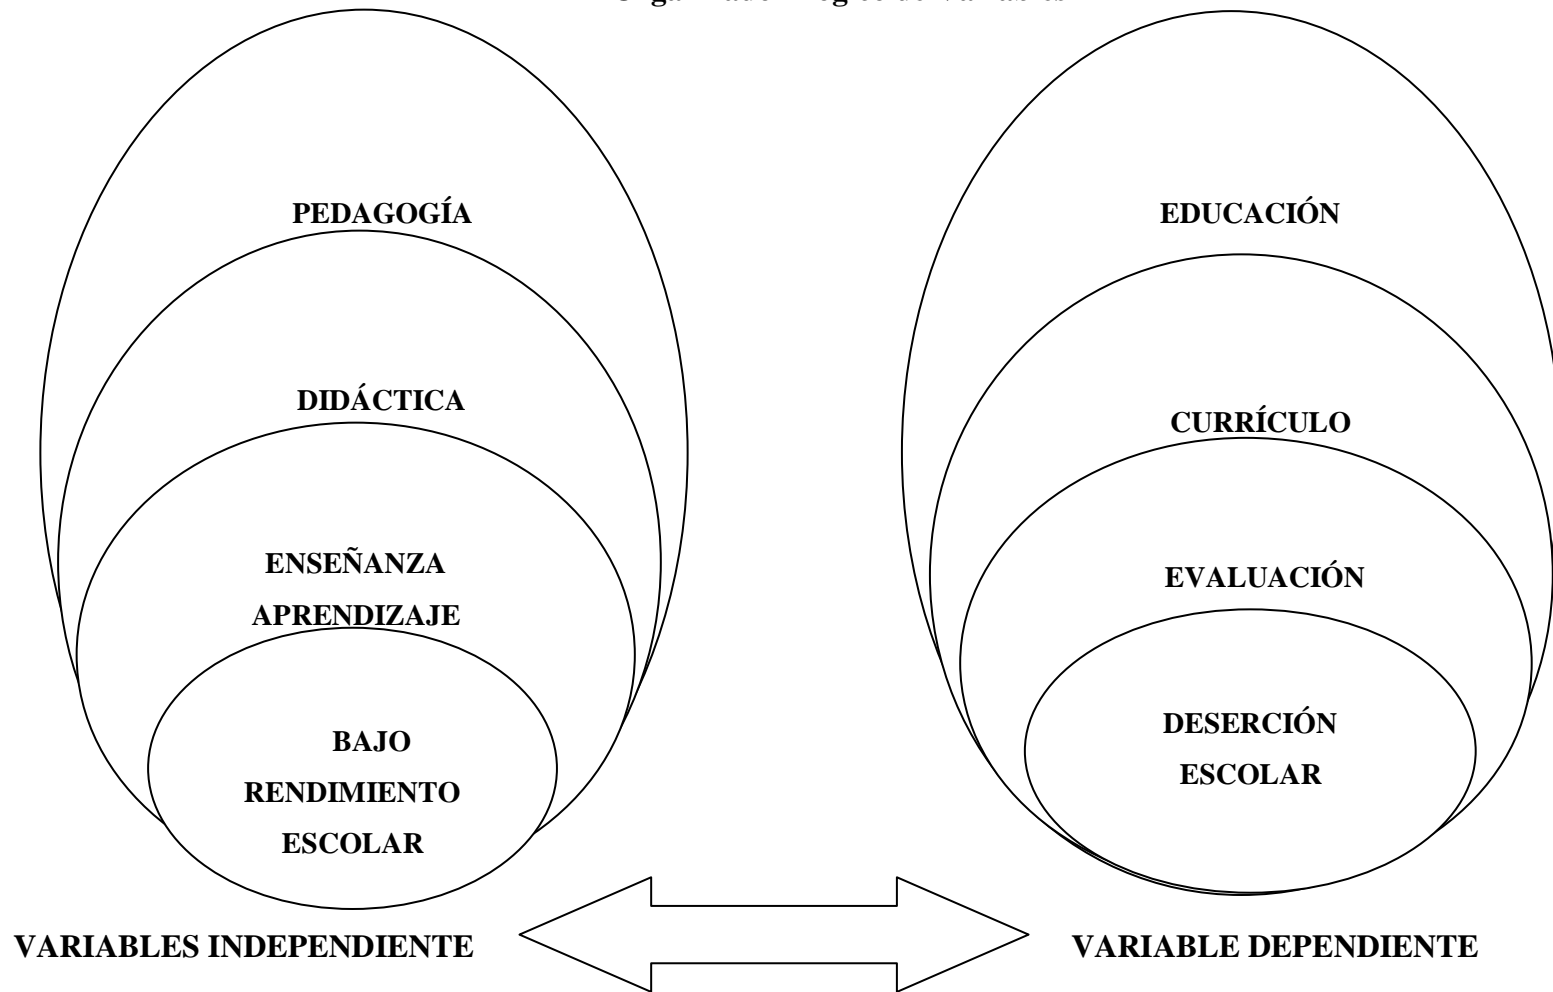 PEDAGOGÍA
DIDÁCTICA
ENSEÑANZA
APRENDIZAJE
BAJO
RENDIMIENTO
ESCOLAR
VARIABLES INDEPENDIENTE
EDUCACIÓN
CURRÍCULO
EVALUACIÓN
DESERCIÓN
ESCOLAR
VARIABLE DEPENDIENTE